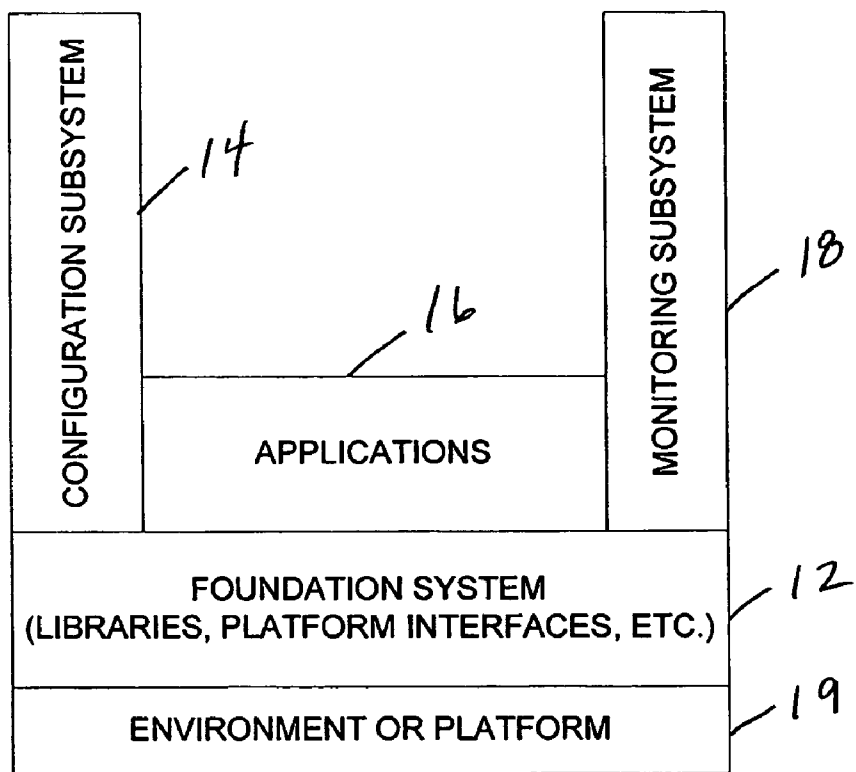 CONFIGURATION SUBSYSTEM
14
16
MONITORING SUBSYSTEM
18
APPLICATIONS
FOUNDATION SYSTEM
(LIBRARIES, PLATFORM INTERFACES, ETC.)
12
ENVIRONMENT OR PLATFORM
19